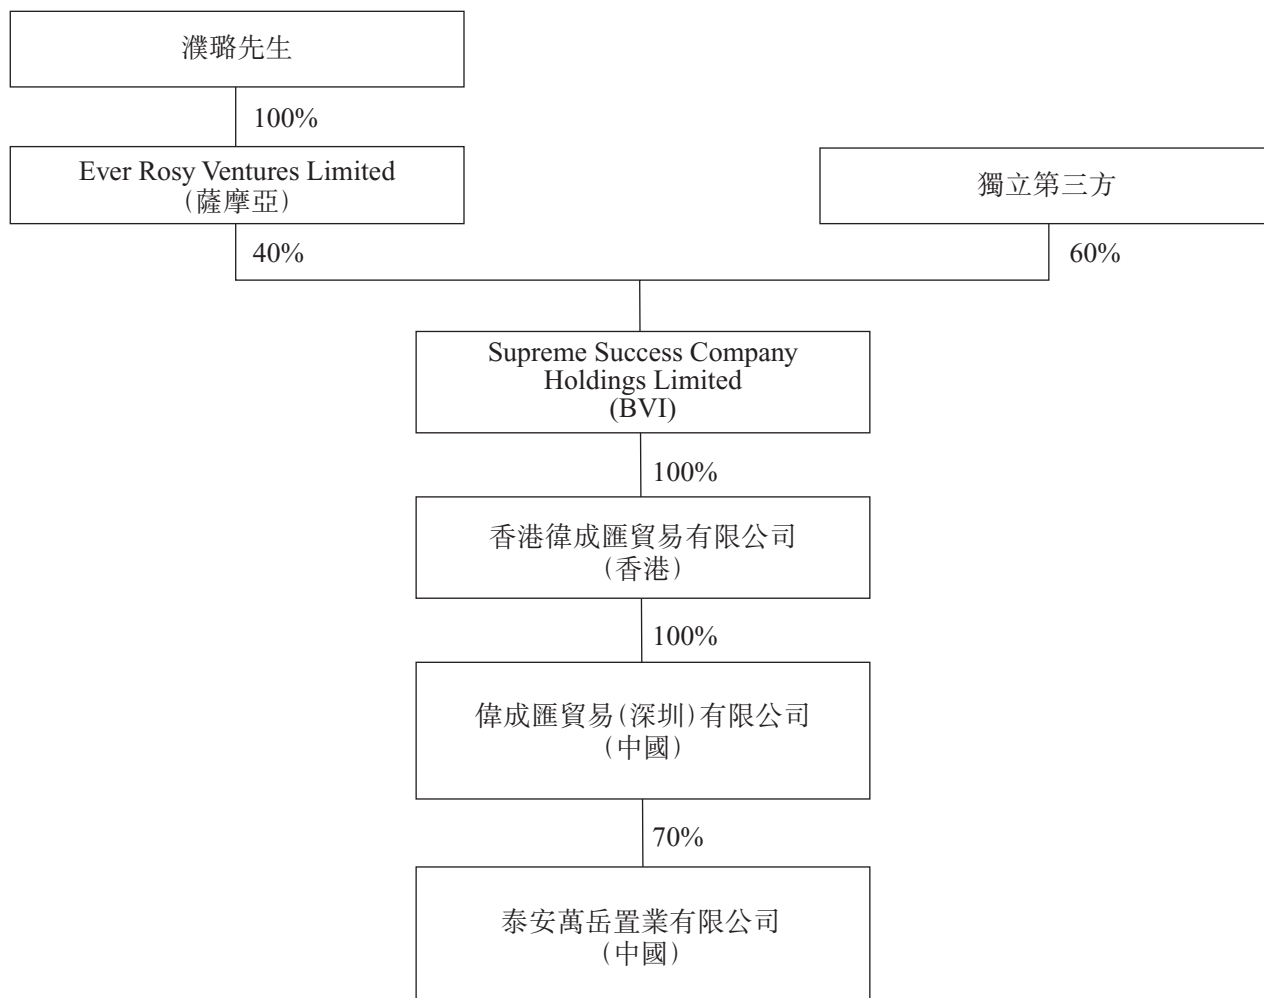 濮璐先生
100%
Ever Rosy Ventures Limited
(薩摩亞)
獨立第三方
40%
60%
Supreme Success Company
Holdings Limited
(BVI)
100%
香港偉成匯貿易有限公司
(香港)
100%
偉成匯貿易(深圳)有限公司
(中國)
70%
泰安萬岳置業有限公司
(中國)